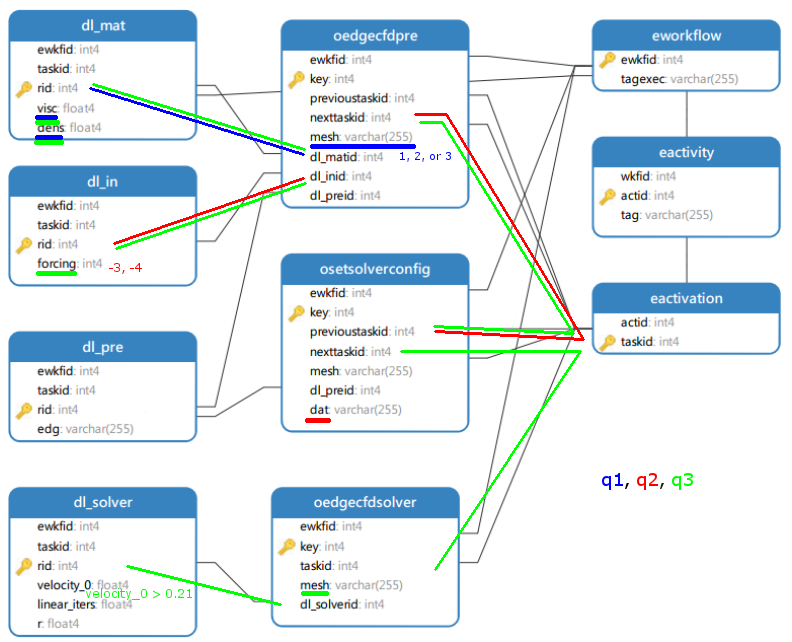 dl_mat
ewkfid: int4
taskid: int4
rid: int4
visc: float4
dens: float4
dl_in
ewkfid: int4
taskid: int4
rid: int4
forcing: int4
-3, -4
dl_pre
ewkfid: int4
taskid: int4
rid: int4
edg: varchar(255)
dl_solver
ewkfid: int4
taskid: int4
rid: int4
velocity_0: float4
velocity_0 > 0.21
linear_iters: float4
r: float4
oedgecfdpre
ewkfid: int4
key: int4
previoustaskid: int4
nexttaskid: int4
mesh: varchar(255)
dl_matid: int4
1, 2, or 3
dl_inid: int4
dl_preid: int4
osetsolverconfig
ewkfid: int4
key: int4
previoustaskid: int4
nexttaskid: int4
mesh: varchar(255)
dl_preid: int4
dat: varchar(255)
oedgecfdsolver
ewkfid: int4
key: int4
taskid: int4
mesh: varchar(255)
dl_solverid: int4
eworkflow
ewkfid: int4
tagexec: varchar(255)
eactivity
wkfid: int4
actid: int4
tag: varchar(255)
eactivation
actid: int4
taskid: int4
q1, q2, q3